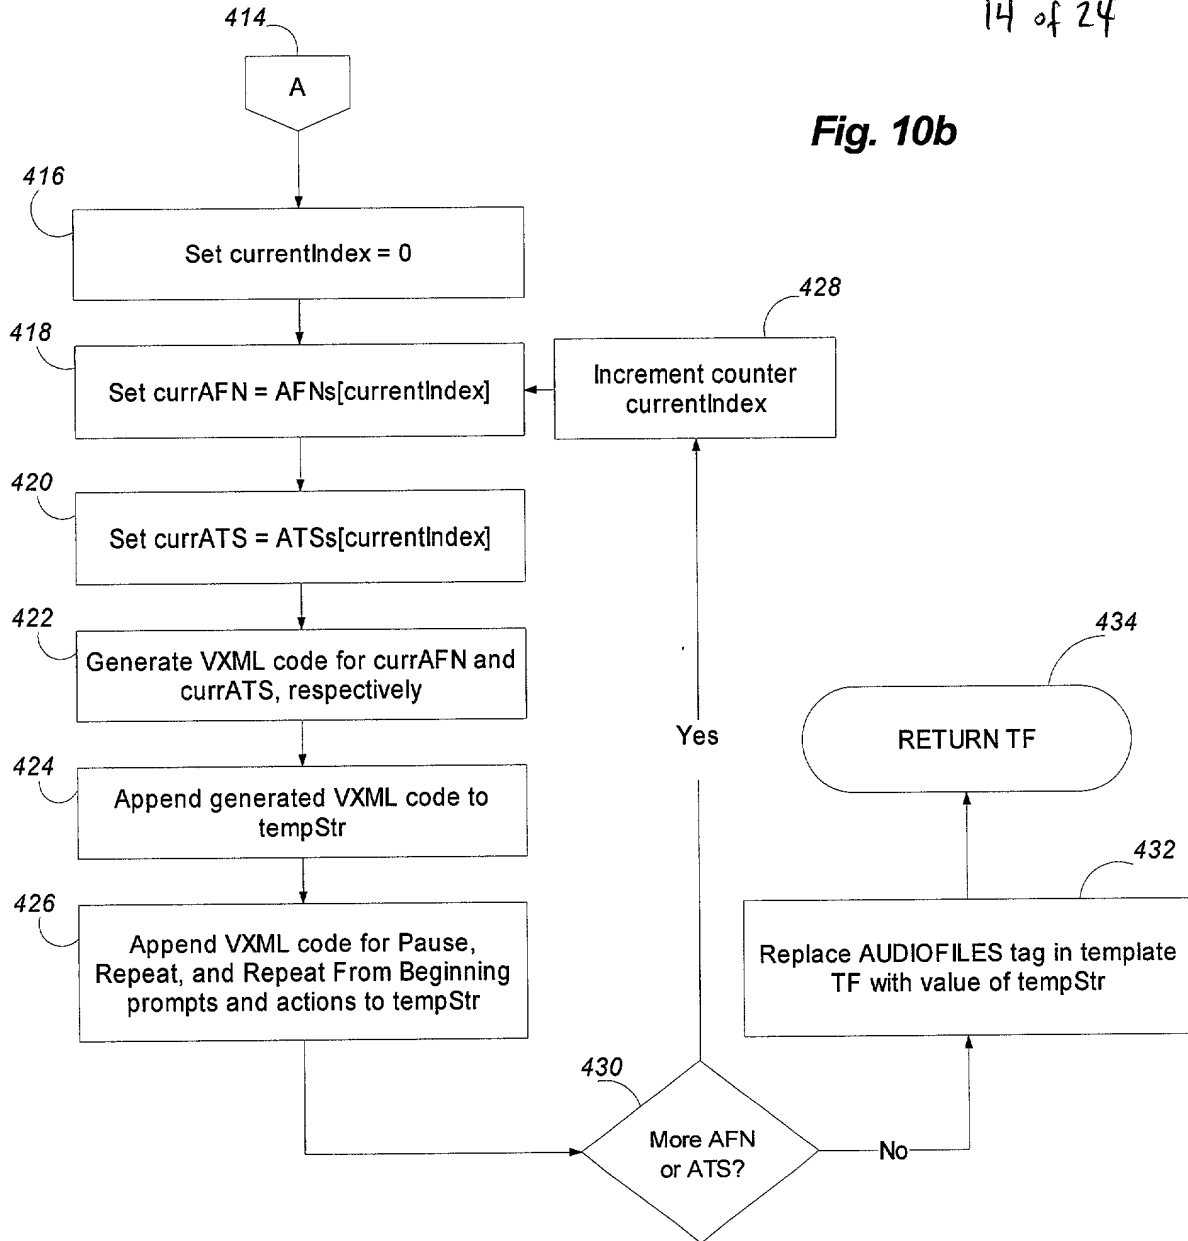 14 of 24
414
A
Fig. 10b
416
Set currentIndex = 0
428
418
Set currAFN = AFNs[currentIndex]
Increment counter
currentIndex
420
Set currATS = ATSs[currentIndex]
422
Generate VXML code for currAFN and
currATS, respectively
434
Yes
RETURN TF
424
Append generated VXML code to
tempStr
432
426
Append VXML code for Pause,
Repeat, and Repeat From Beginning
prompts and actions to tempStr
Replace AUDIOFILES tag in template
TF with value of tempStr
430
More AFN
or ATS?
No